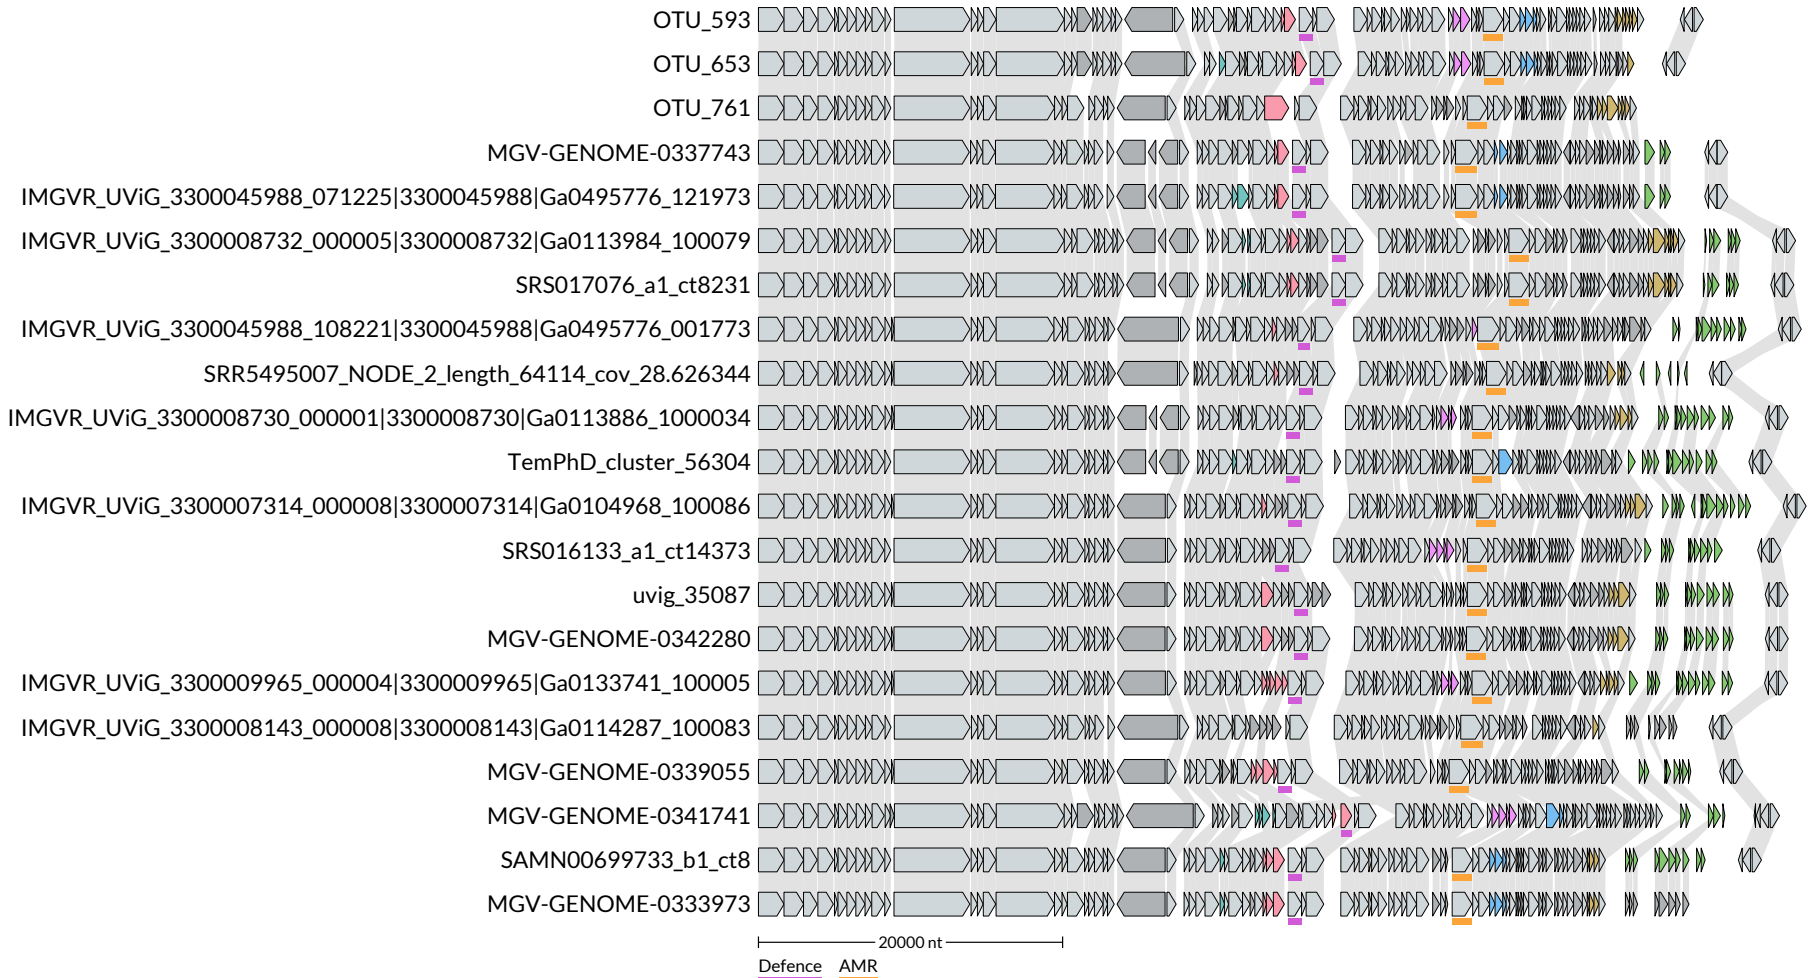 OTU_593
OTU_653
OTU_761
MGV-GENOME-0337743
IMGVR_UViG_3300045988_071225|3300045988|Ga0495776_121973
IMGVR_UViG_3300008732_000005|3300008732|Ga0113984_100079
SRS017076_a1_ct8231
IMGVR_UViG_3300045988_108221|3300045988|Ga0495776_001773
SRR5495007_NODE_2_length_64114_cov_28.626344
IMGVR_UViG_3300008730_000001|3300008730|Ga0113886_1000034
TemPhD_cluster_56304
IMGVR_UViG_3300007314_000008|3300007314|Ga0104968_100086
SRS016133_a1_ct14373
uvig_35087
MGV-GENOME-0342280
IMGVR_UViG_3300009965_000004|3300009965|Ga0133741_100005
IMGVR_UViG_3300008143_000008|3300008143|Ga0114287_100083
MGV-GENOME-0339055
MGV-GENOME-0341741
SAMN00699733_b1_ct8
MGV-GENOME-0333973
20000 nt
Defence AMR